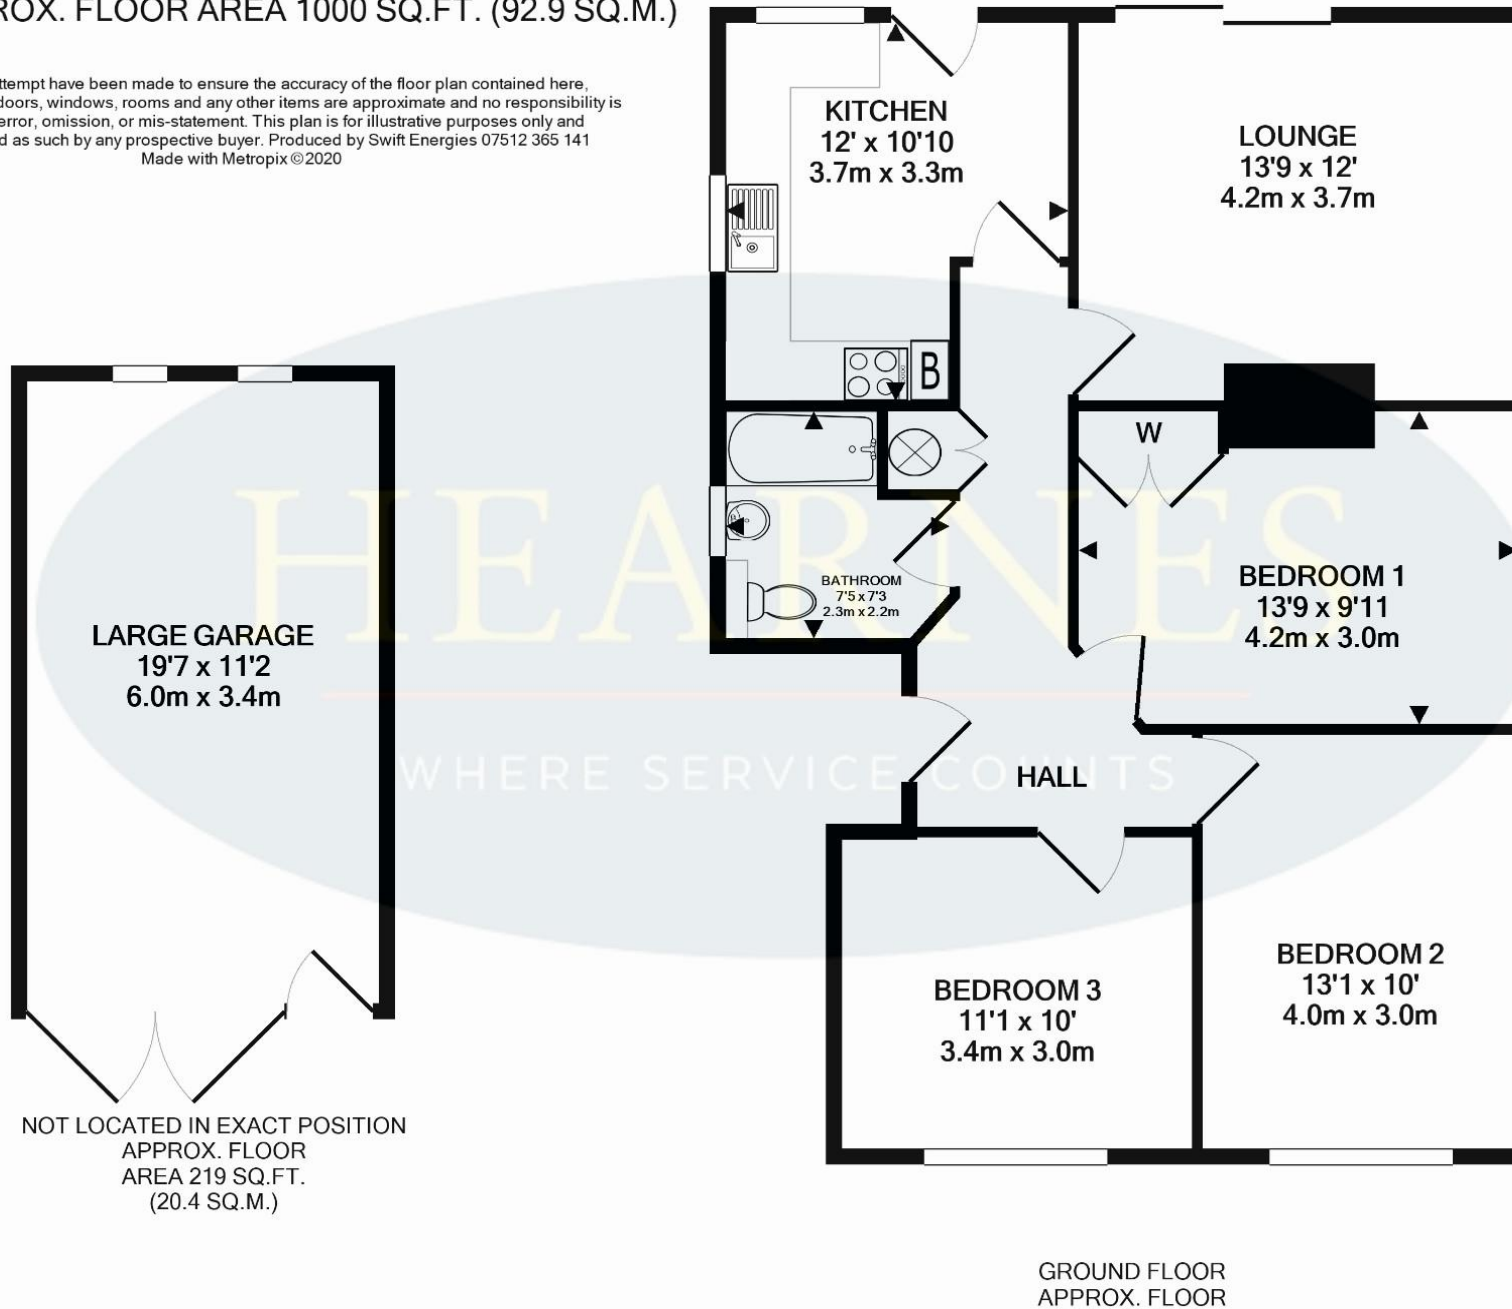 ROX. FLOOR AREA 1000 SQ.FT. (92.9 SQ.M.)
ttempt have been made to ensure the accuracy of the floor plan contained here,
doors, windows, rooms and any other items are approximate and no responsibility is
error, omission, or mis-statement. This plan is for illustrative purposes only and
d as such by any prospective buyer. Produced by Swift Energies 07512 365 141
Made with Metropix ©2020
KITCHEN
12' x 10'10
3.7m x 3.3m
LOUNGE
13'9 x 12'
4.2m x 3.7m
B
W
HEARNES
BATHROOM
7'5 x 7'3
2.3m x 2.2m
BEDROOM 1
13'9 x 9'11
4.2m x 3.0m
LARGE GARAGE
19'7 x 11'2
6.0m x 3.4m
WHERE SERVICE COUNTS
HALL
BEDROOM 2
13'1 x 10'
4.0m x 3.0m
BEDROOM 3
11'1 x 10'
3.4m x 3.0m
NOT LOCATED IN EXACT POSITION
APPROX. FLOOR
AREA 219 SQ.FT.
(20.4 SQ.M.)
GROUND FLOOR
APPROX. FLOOR